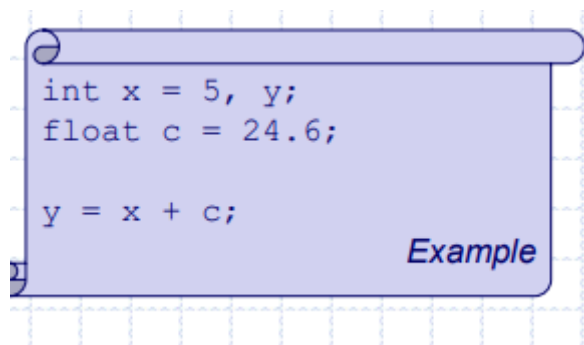 int x = 5, y;
float c = 24.6;
y = x + c;
Example